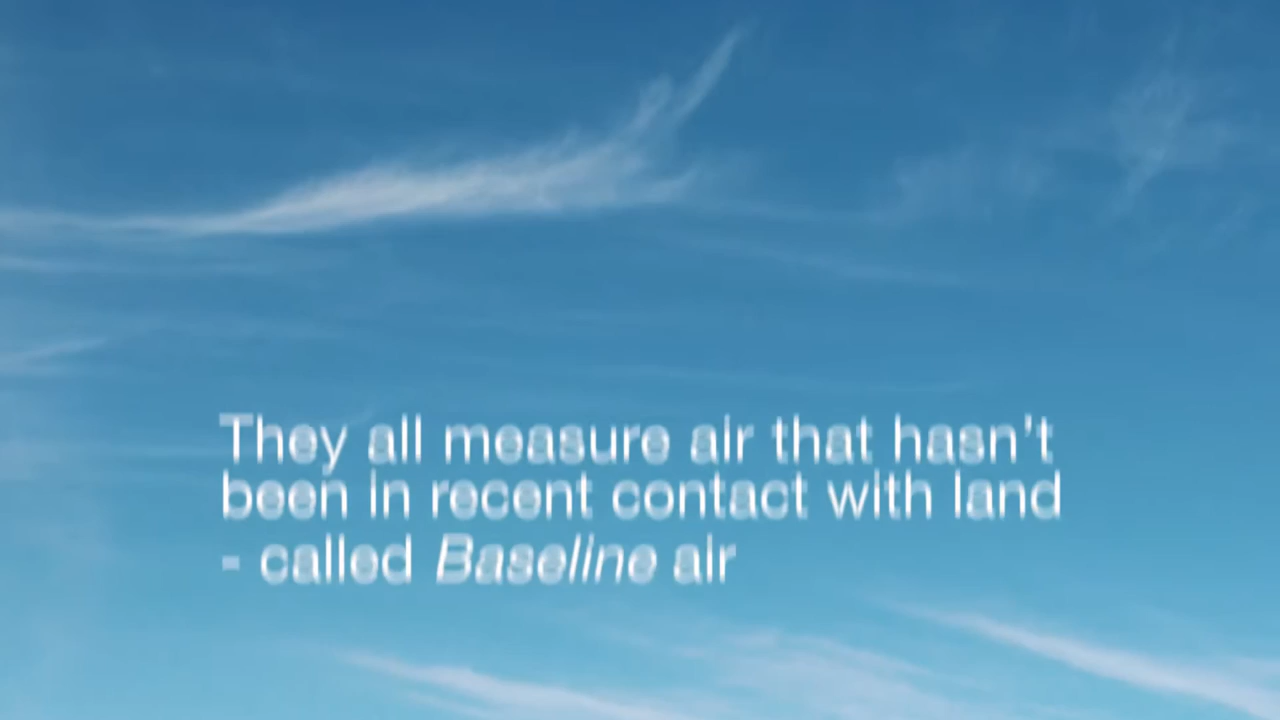 They all measure air that hasn't
been in recent contact with land
- called Baseline air